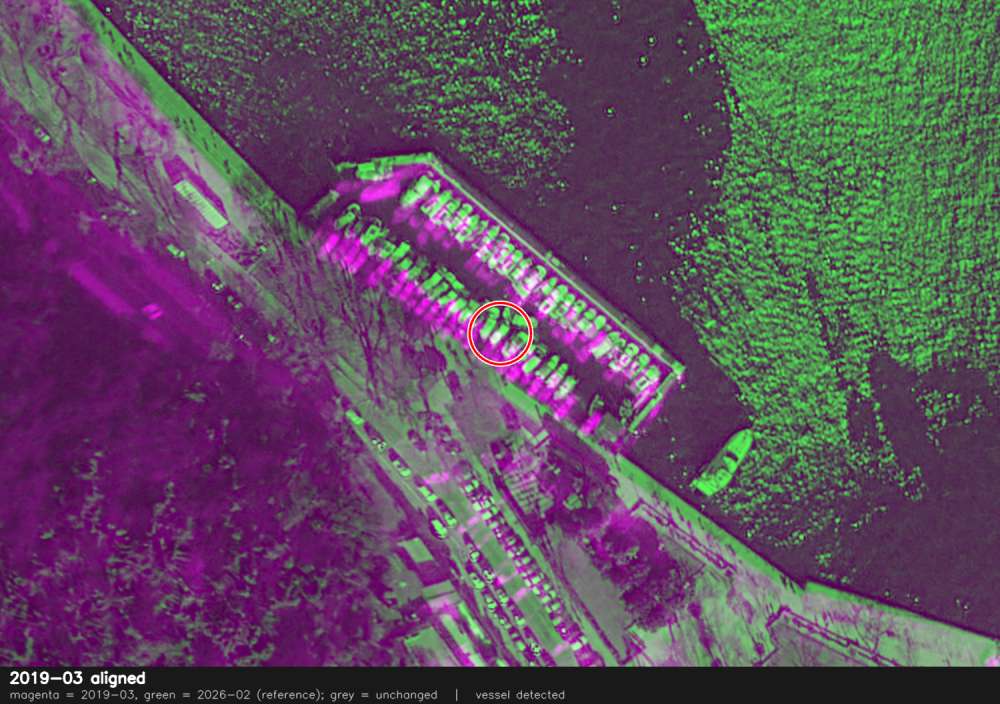 2019-03 aligned
magenta = 2019-03, green = 2026-02 (reference); grey = unchanged | vessel detected